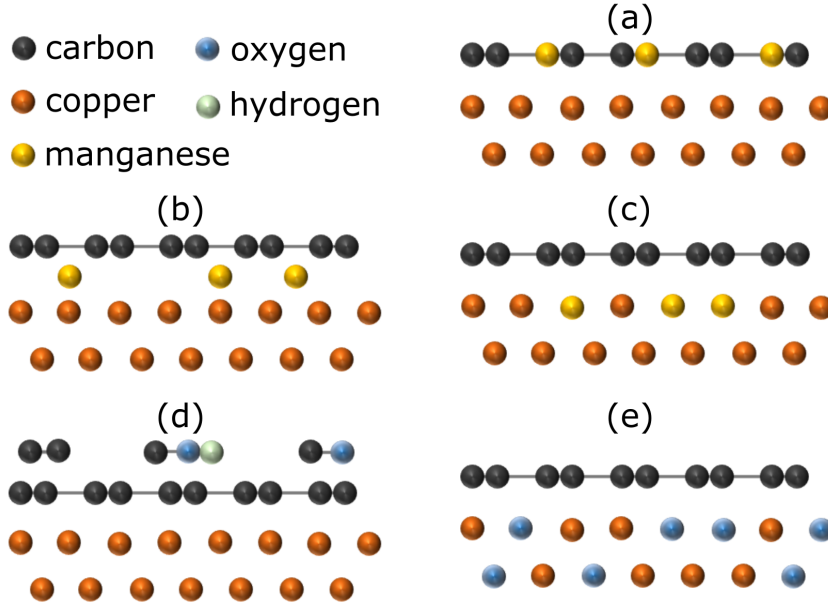 carbon
oxygen
copper
hydrogen
manganese
(a)
(b)
(c)
(d)
(e)